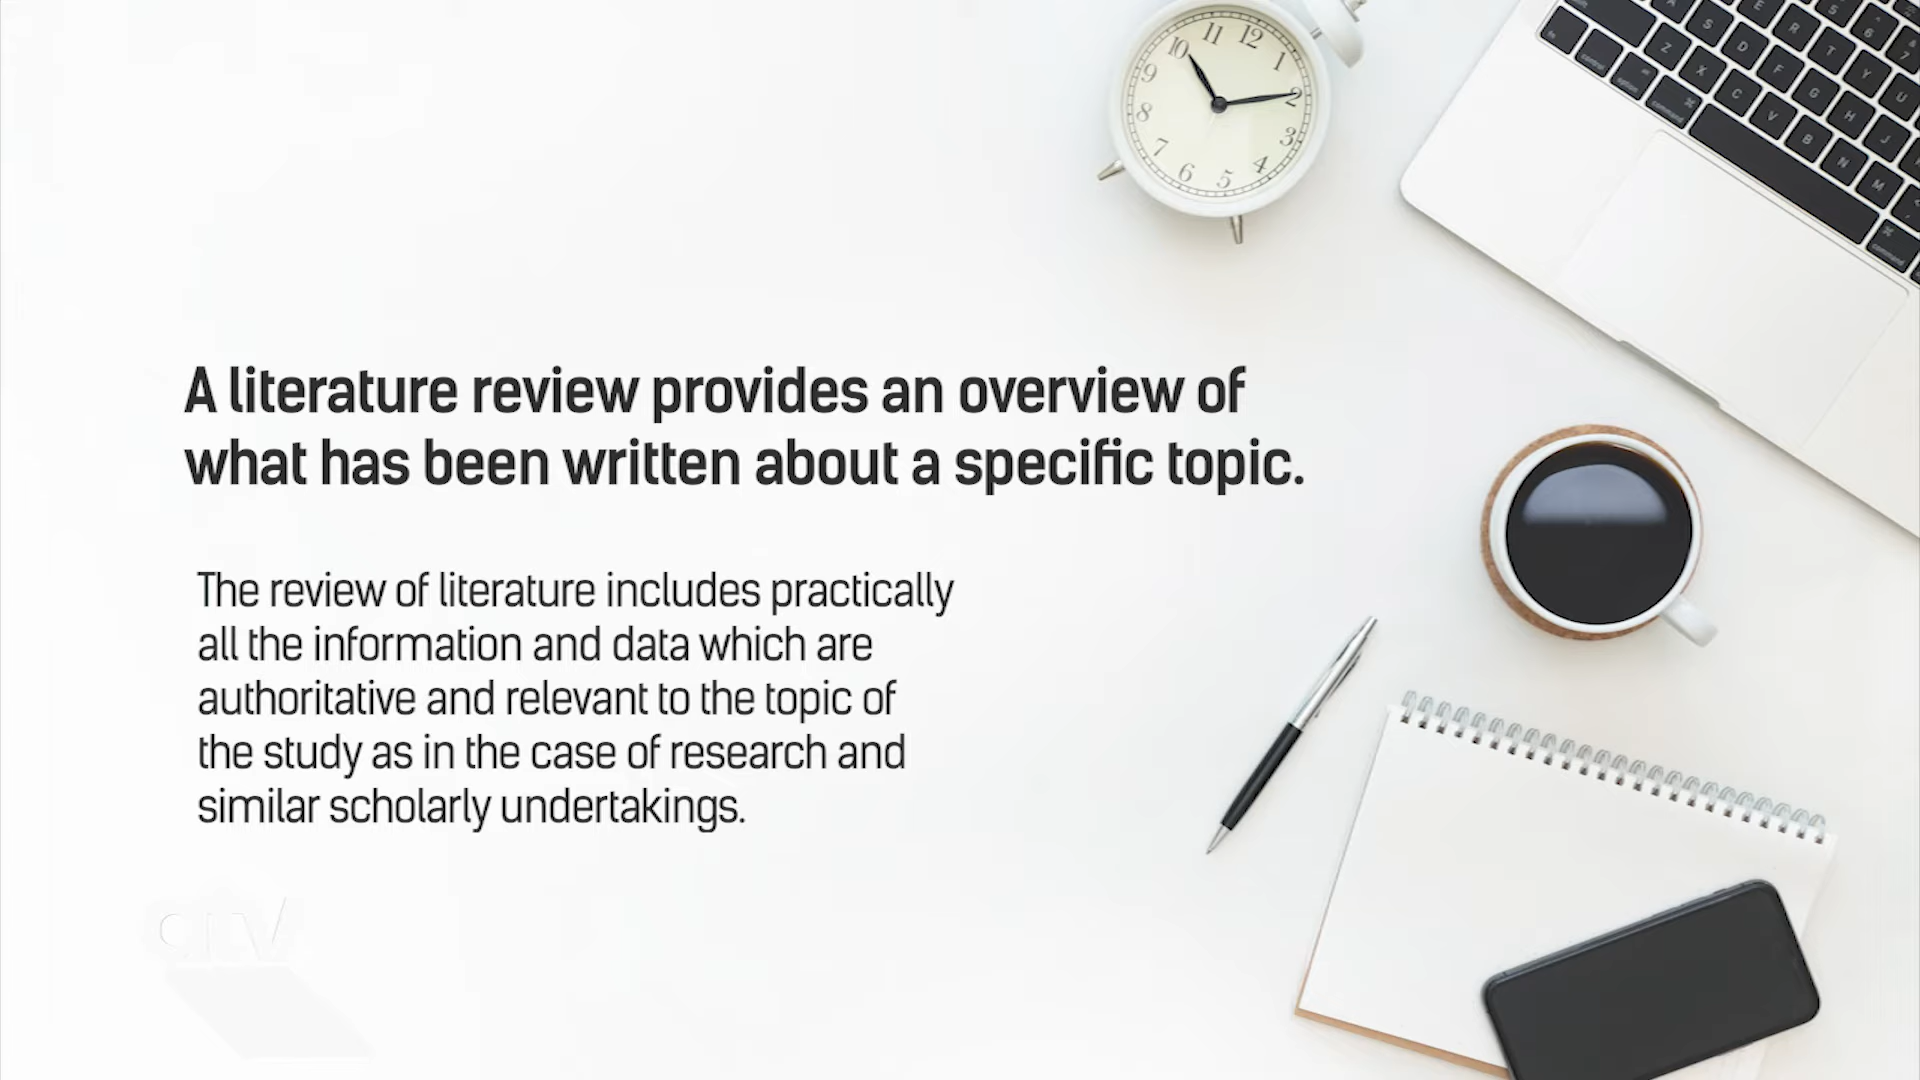 A literature review provides an overview of
what has been written about a specific topic.
The review of literature includes practically
all the information and data which are
authoritative and relevant to the topic of
the study as in the case of research and
similar scholarly undertakings.